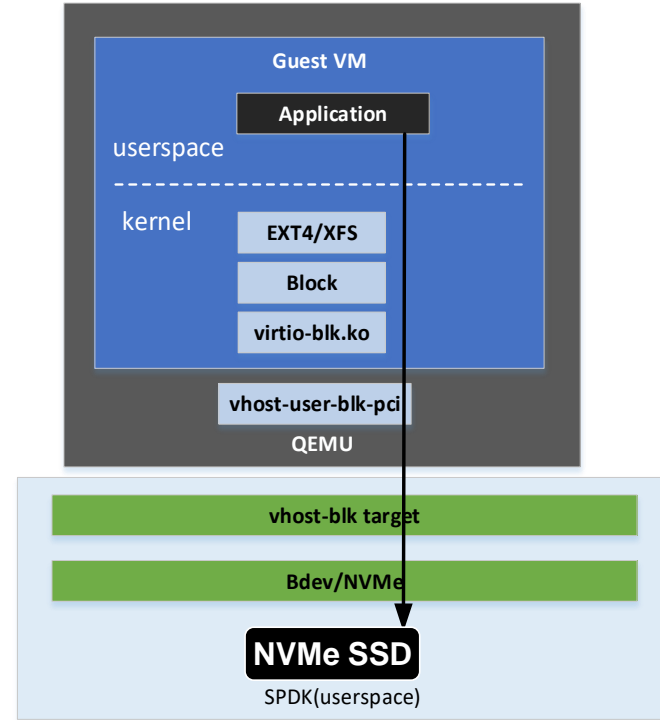 Guest VM
Application
userspace
kernel
EXT4/XFS
Block
virtio-blk.ko
vhost-user-blk-pci
QEMU
vhost-blk target
Bdev/NVMe
NVMe SSD
SPDK(userspace)